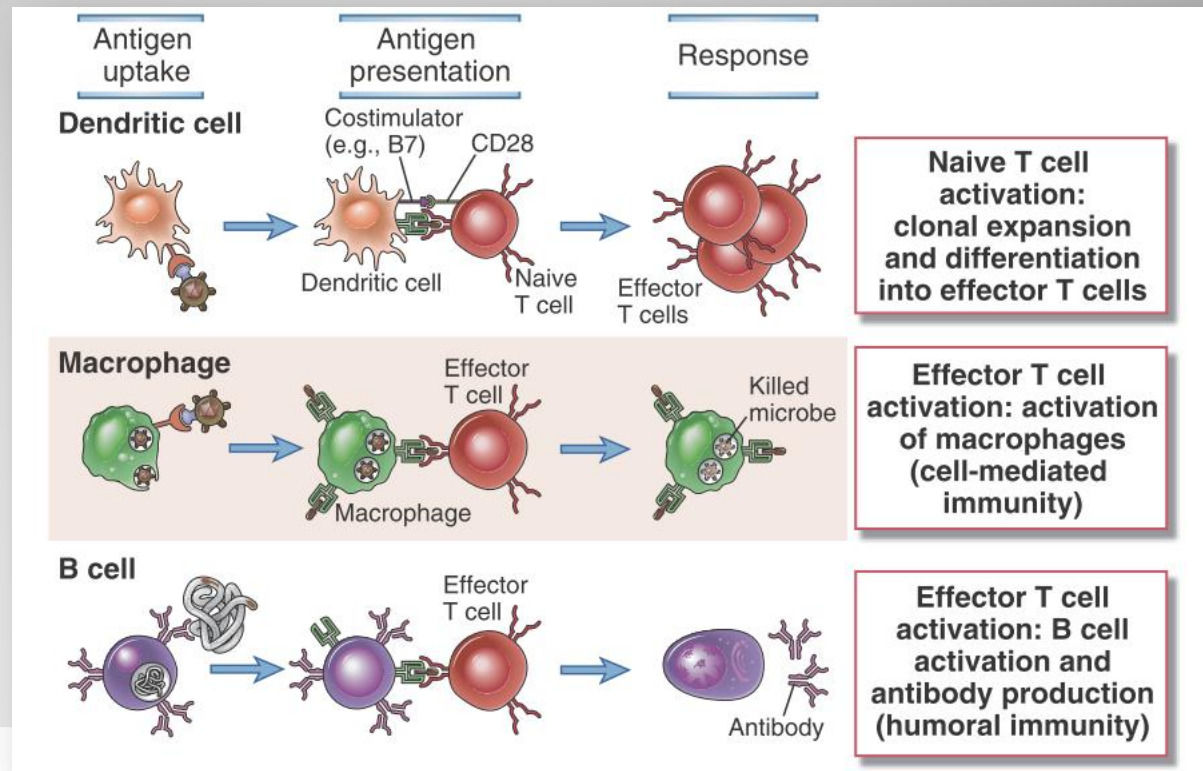 Antigen
uptake
Antigen
presentation
Response
Dendritic cell
Costimulator
(e.g., B7)
CD28
Dendritic cell
Naive
T cell
Effector
T cells
Naive T cell
activation:
clonal expansion
and differentiation
into effector T cells
Macrophage
Effector
T cell
Macrophage
Killed
microbe
Effector T cell
activation: activation
of macrophages
(cell-mediated
immunity)
B cell
Effector
T cell
Antibody
Effector T cell
activation: B cell
activation and
antibody production
(humoral immunity)